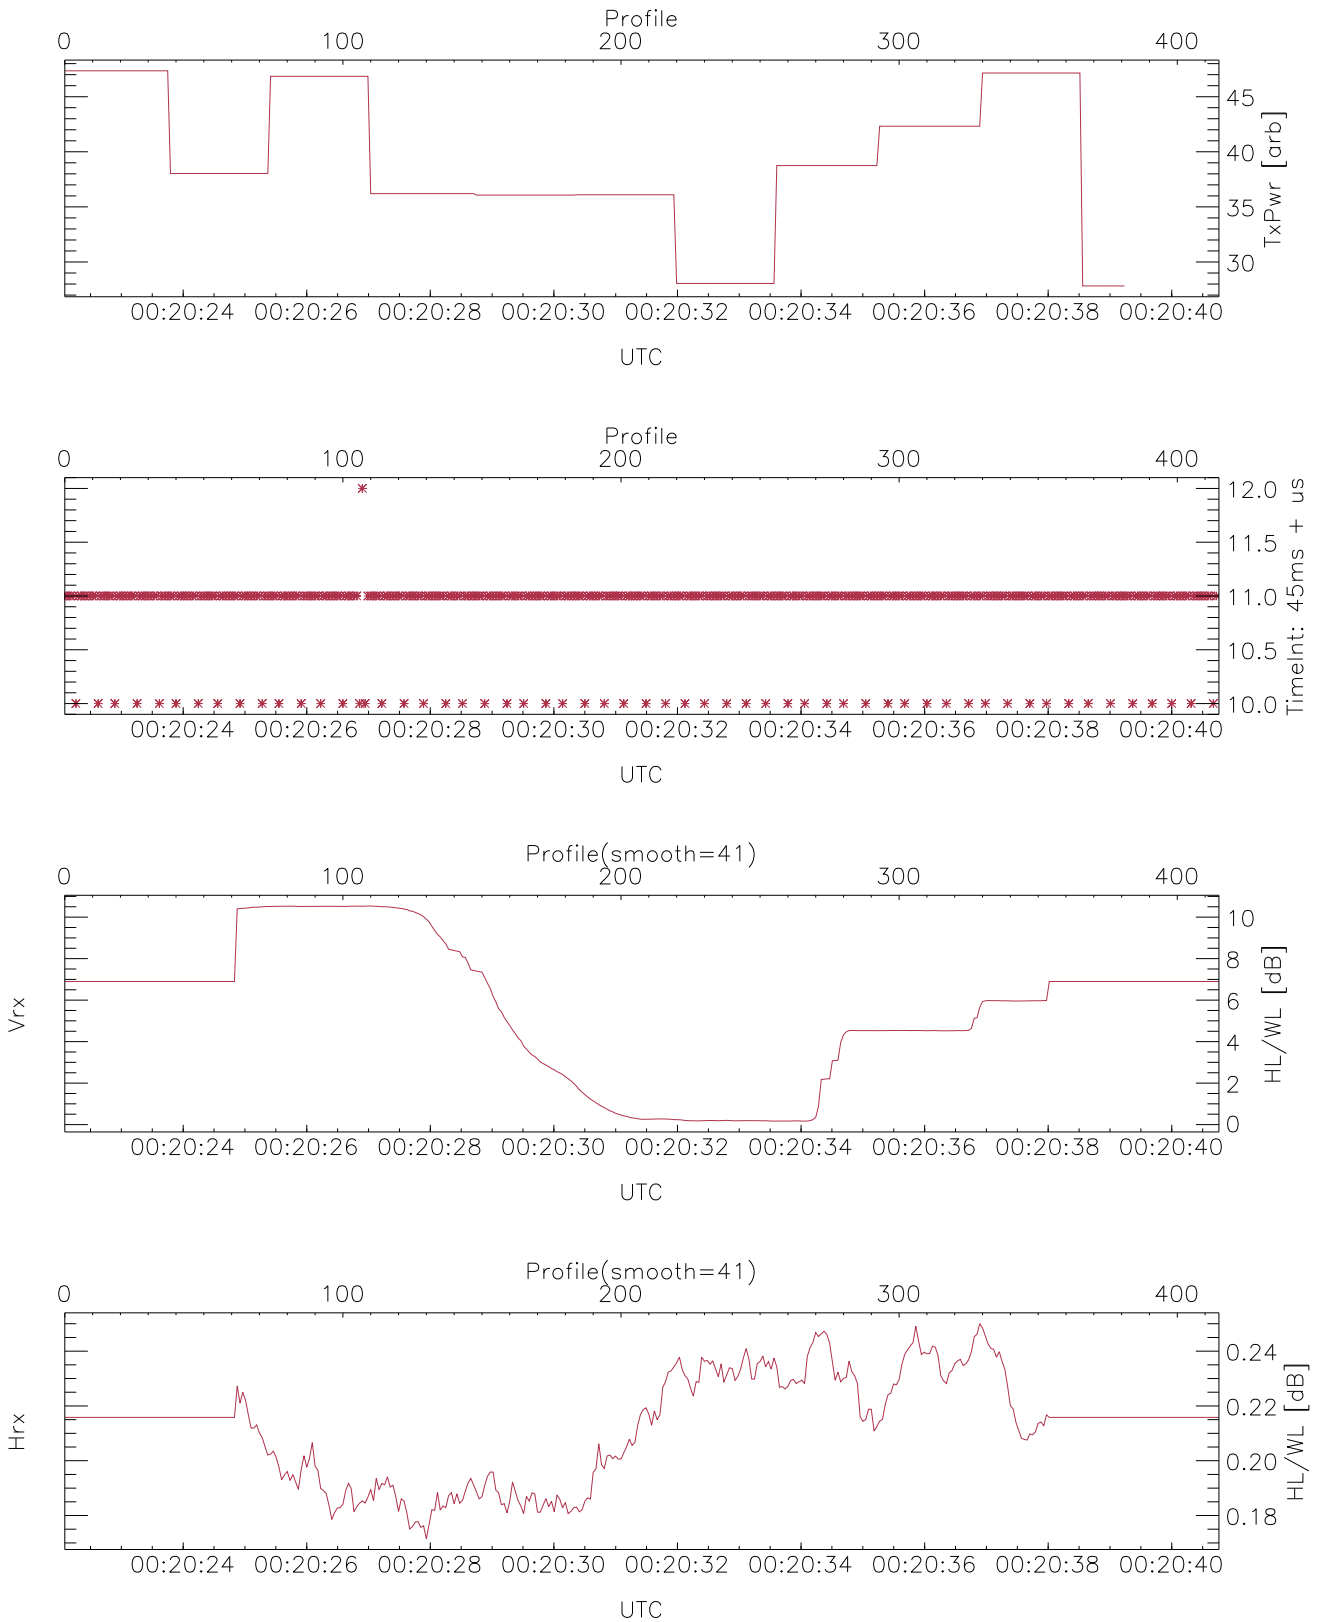 Profile
0 100 200 300 400
45
40
35
30
TxPwr [arb]
00:20:24 00:20:26 00:20:28 00:20:30 00:20:32 00:20:34 00:20:36 00:20:38 00:20:40
UTC
Profile
0 100 200 300 400
12.0
11.5
11.0
10.5
10.0
TimeInt: 45ms + us
00:20:24 00:20:26 00:20:28 00:20:30 00:20:32 00:20:34 00:20:36 00:20:38 00:20:40
UTC
Profile(smooth=41)
0 100 200 300 400
Vrx
10
8
6
4
2
0
HL/WL [dB]
00:20:24 00:20:26 00:20:28 00:20:30 00:20:32 00:20:34 00:20:36 00:20:38 00:20:40
UTC
Profile(smooth=41)
0 100 200 300 400
Hrx
0.24
0.22
0.20
0.18
HL/WL [dB]
00:20:24 00:20:26 00:20:28 00:20:30 00:20:32 00:20:34 00:20:36 00:20:38 00:20:40
UTC